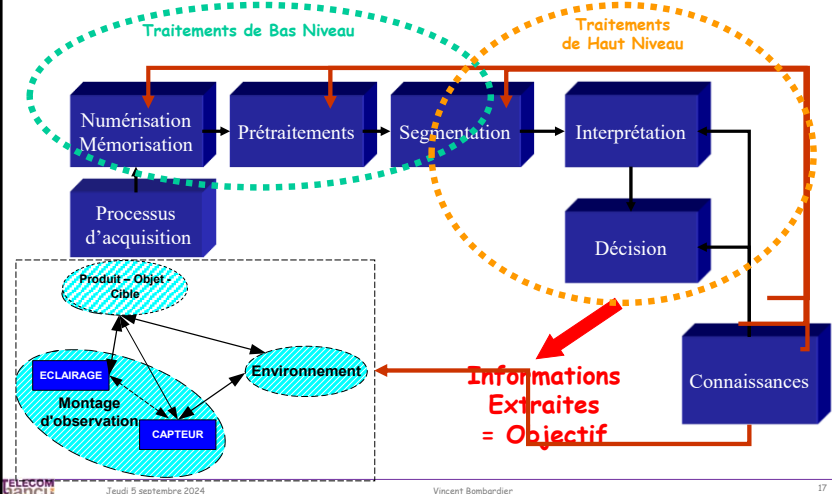 Traitements de Bas Niveau
Traitements
de Haut Niveau
Numérisation
Mémorisation
Prétraitements
Segmentation
Interprétation
Processus
d’acquisition
Décision
Produit – Objet -
Cible
ECLAIRAGE
Montage
d'observation
CAPTEUR
Environnement
Informations
Extraites
= Objectif
Connaissances
TELECOM
nancy
Jeudi 5 septembre 2024
Vincent Bombardier
17